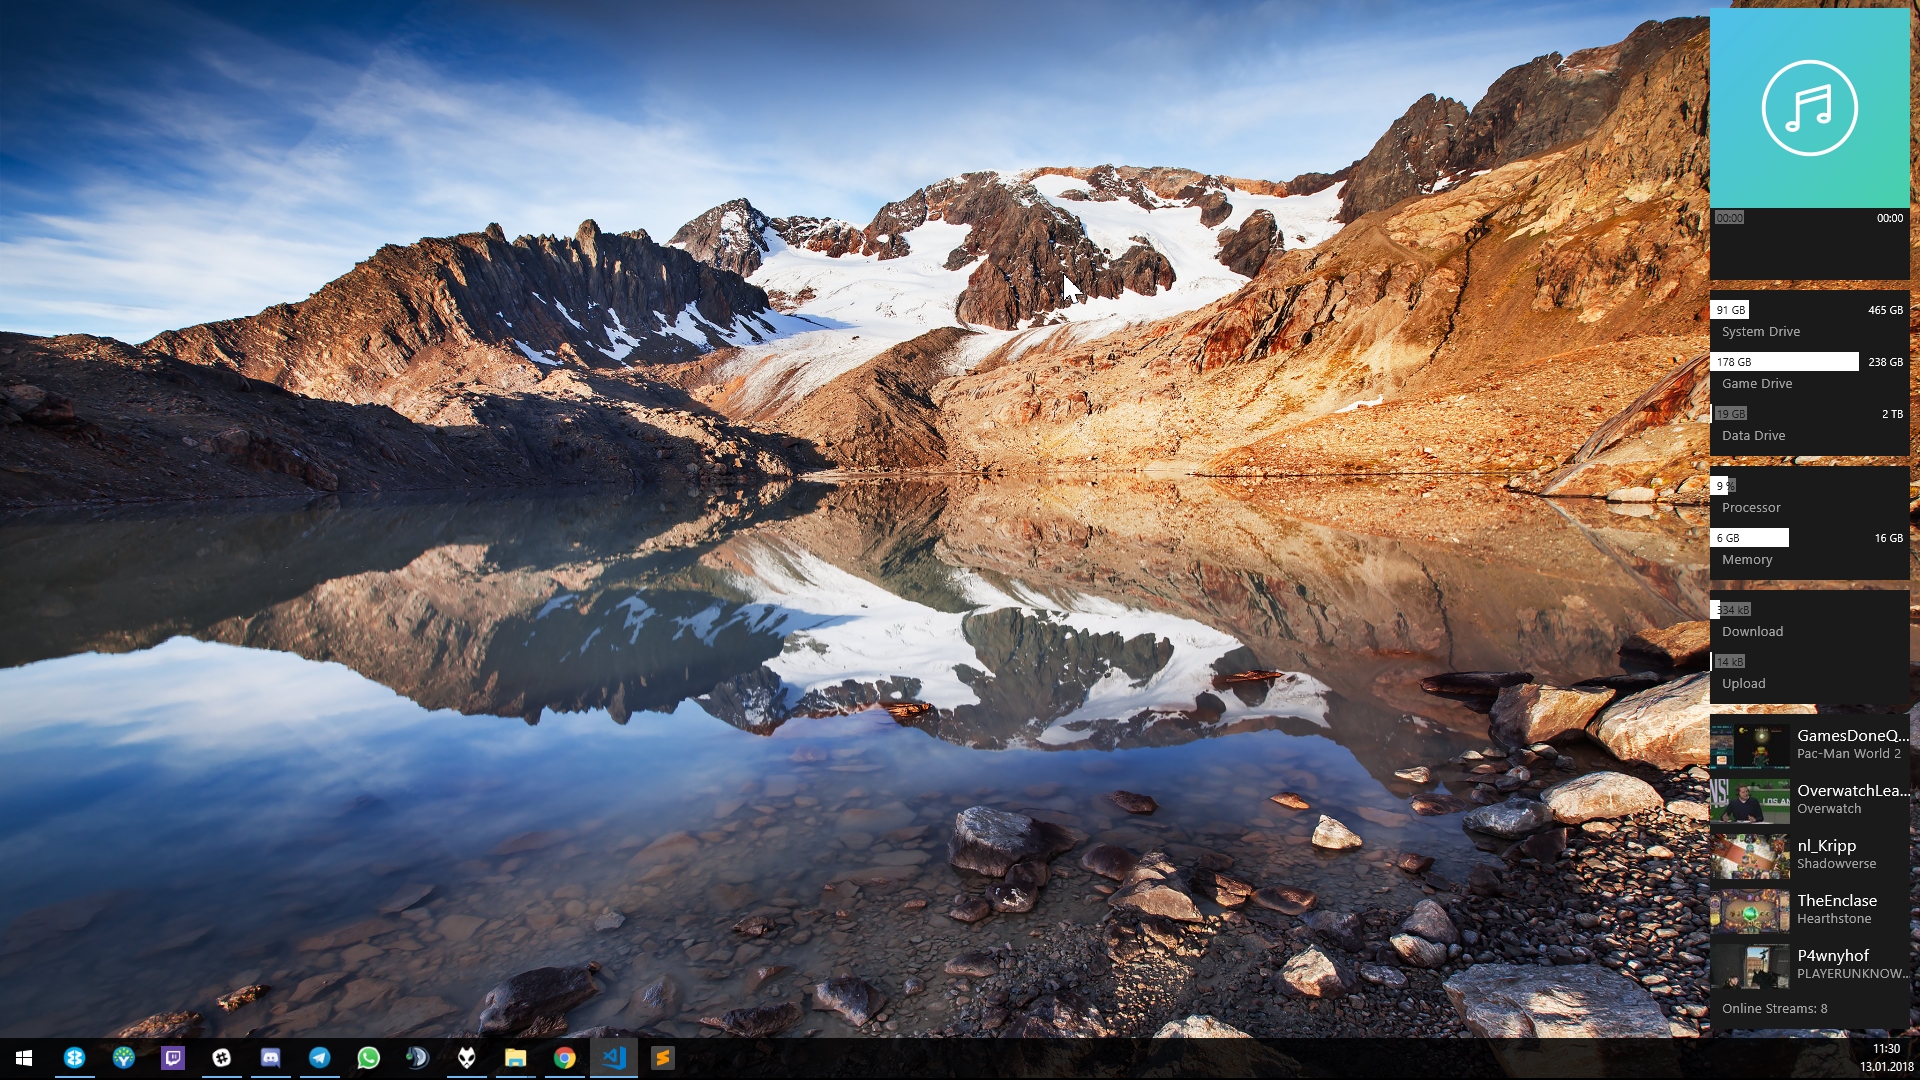 00:00 00:00
91 GB 465 GB
System Drive
178 GB 238 GB
Game Drive
19 GB 2 TB
Data Drive
9 %
Processor
6 GB 16 GB
Memory
334 kB
Download
14 kB
Upload
GamesDoneQ...
Pac-Man World 2
OverwatchLea...
Overwatch
nl_Kripp
Shadowverse
TheEnclase
Hearthstone
P4wnyhof
PLAYERUNKNOW...
Online Streams: 8
11:30
13.01.2018